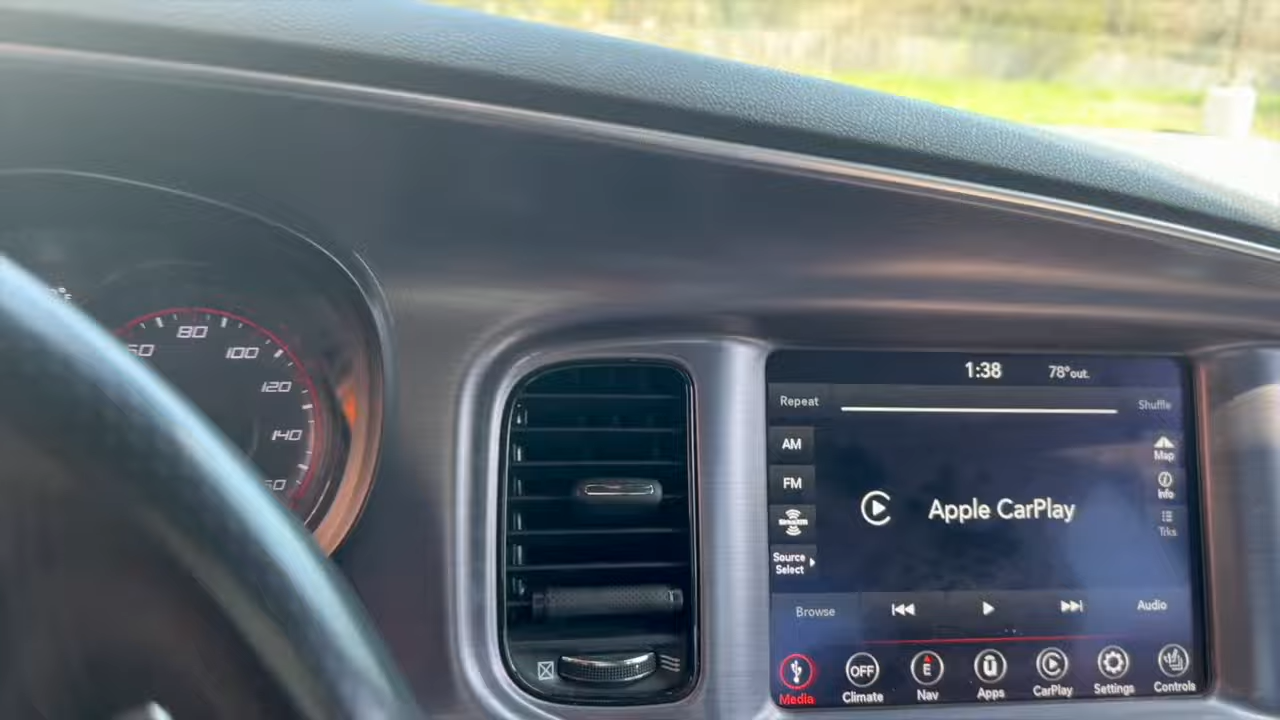 80
100
120
140
1:38
78°out.
Repeat
Shuffle
AM
FM
SiriusXM
Source
Select
Map
Info
Trks
Apple CarPlay
Browse
Audio
Media
OFF
Climate
E
Nav
Apps
CarPlay
Settings
Controls